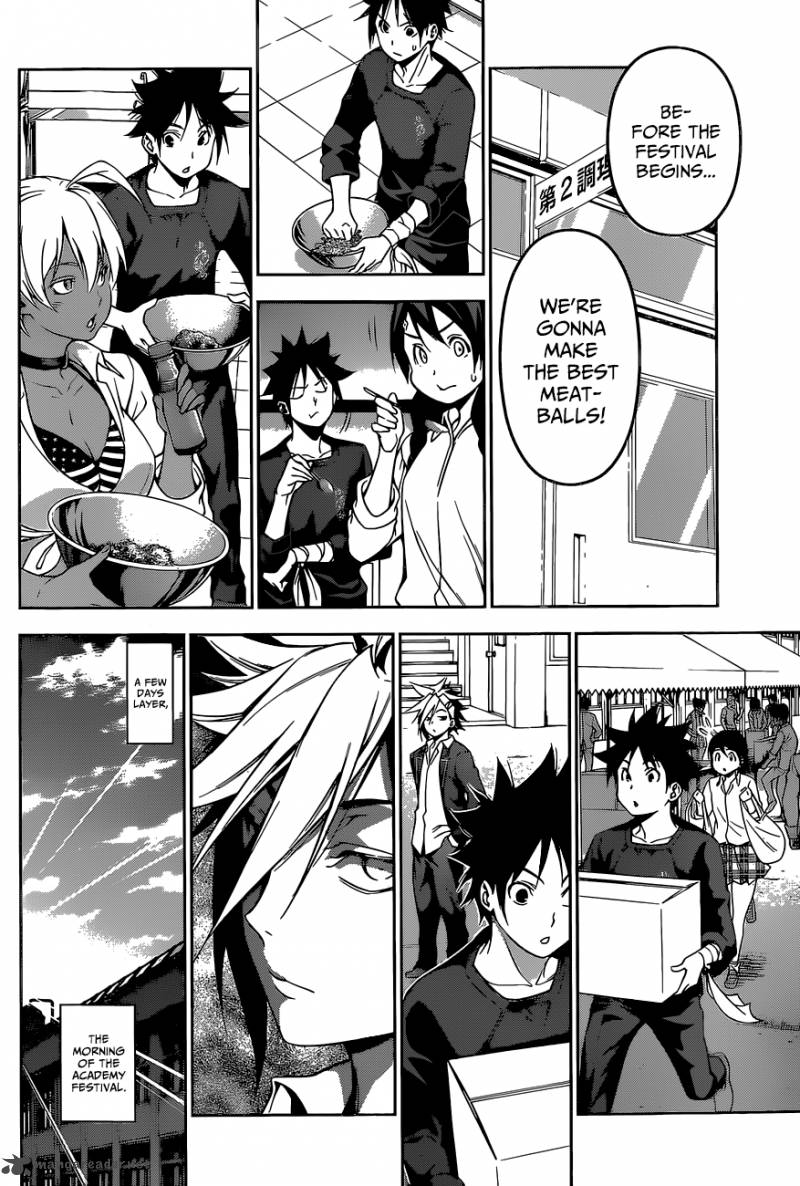 BE-
FORE THE
FESTIVAL
BEGINS...
第2調理
WE'RE
GONNA
MAKE
THE BEST
MEAT-
BALLS!
A FEW
DAYS
LAYER,
THE
MORNING
OF THE
ACADEMY
FESTIVAL.